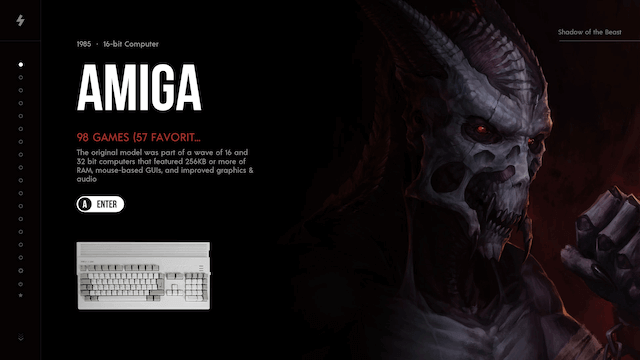 1985 · 16-bit Computer
Shadow of the Beast
AMIGA
98 GAMES (57 FAVORIT...
The original model was part of a wave of 16 and
32 bit computers that featured 256KB or more of
RAM, mouse-based GUIs, and improved graphics &
audio
A ENTER